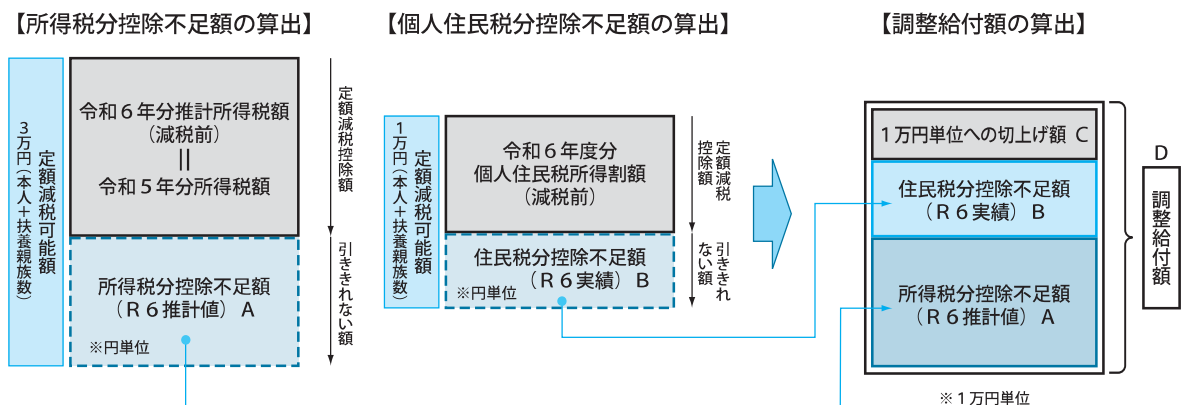 【所得税分控除不足額の算出】
3万円（本人＋扶養親族数）
定額減税可能額
令和６年分推計所得税額
（減税前）
＝
令和５年分所得税額
定額減税控除額
所得税分控除不足額
（Ｒ６推計値）Ａ
※円単位
引ききれない額
【個人住民税分控除不足額の算出】
1万円（本人＋扶養親族数）
定額減税可能額
令和６年度分
個人住民税所得割額
（減税前）
定額減税
控除額
住民税分控除不足額
（Ｒ６実績）Ｂ
※円単位
引ききれ
ない額
【調整給付額の算出】
１万円単位への切上げ額 Ｃ
住民税分控除不足額
（Ｒ６実績）Ｂ
所得税分控除不足額
（Ｒ６推計値）Ａ
※１万円単位
Ｄ
調整給付額